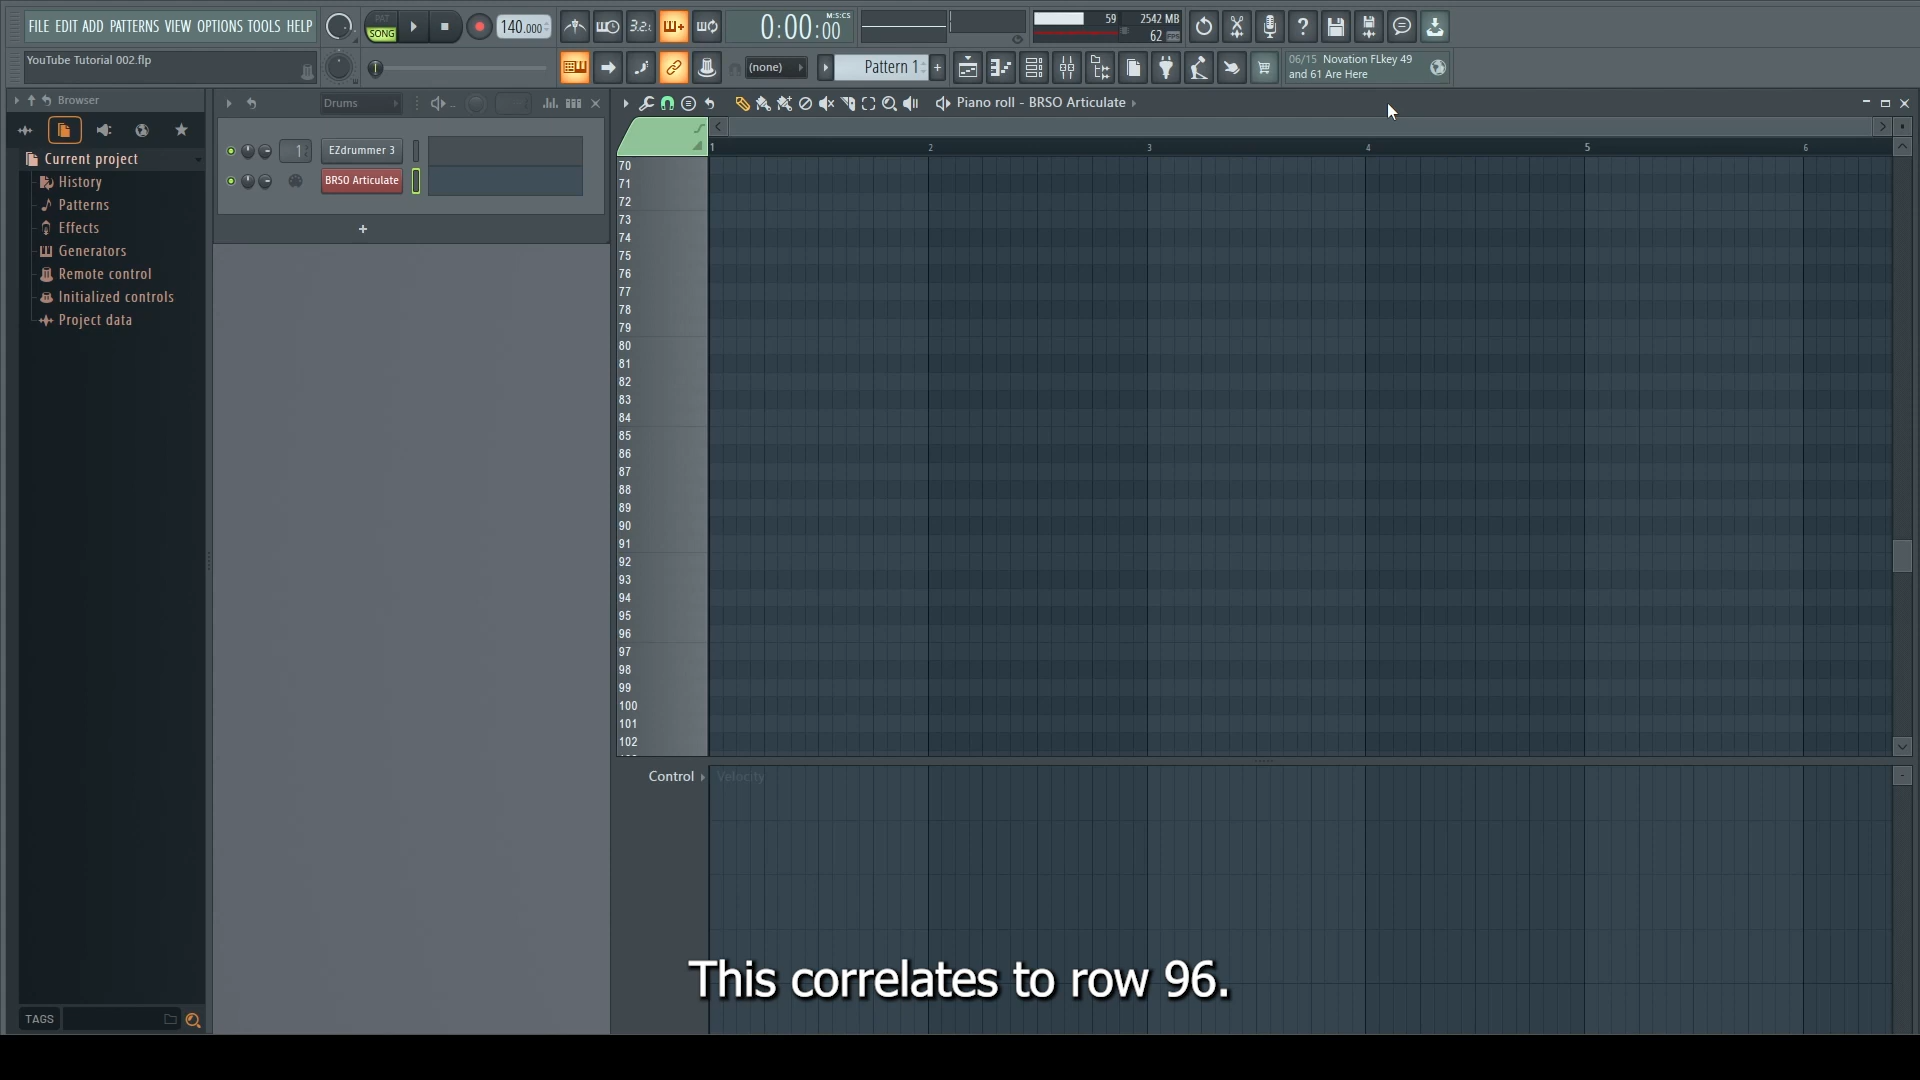 FILE EDIT ADD PATTERNS VIEW OPTIONS TOOLS HELP
PAT
SONG
140.000
3.2.
0:00:00
M:S:CS
59
2542 MB
62
YouTube Tutorial 002.flp
(none)
Pattern 1
06/15 Novation FLkey 49
and 61 Are Here
Browser
Drums
Piano roll - BRSO Articulate
Current project
History
Patterns
Effects
Generators
Remote control
Initialized controls
Project data
1
EZdrummer 3
BRSO Articulate
+
1
2
3
4
5
6
70
71
72
73
74
75
76
77
78
79
80
81
82
83
84
85
86
87
88
89
90
91
92
93
94
95
96
97
98
99
100
101
102
Control
Velocity
This correlates to row 96.
TAGS